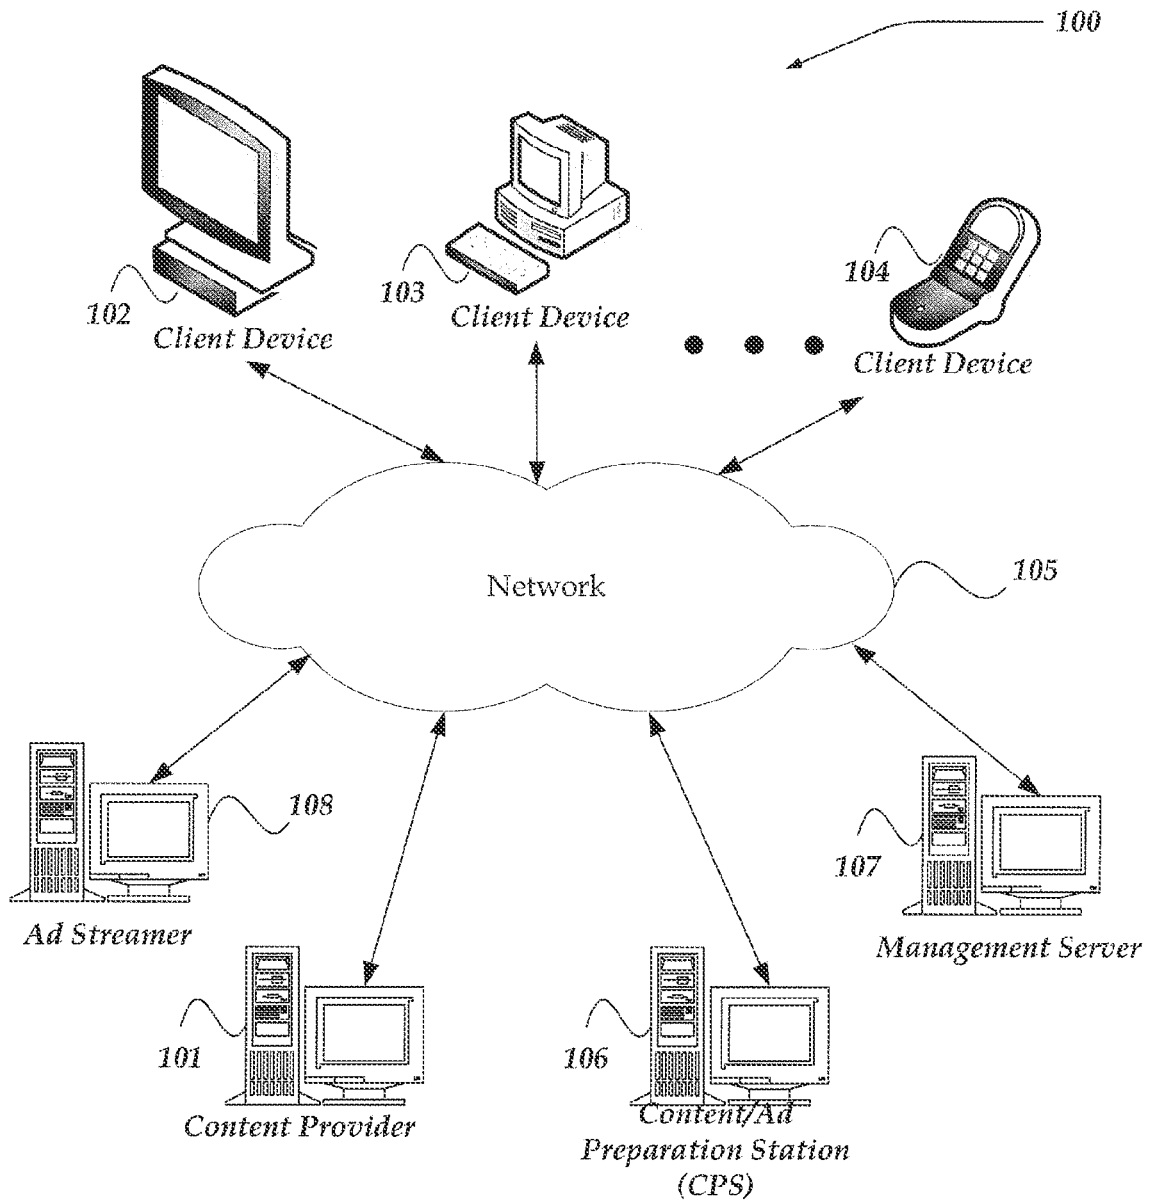 100
102
Client Device
103
Client Device
104
Client Device
Network
105
108
Ad Streamer
107
Management Server
101
Content Provider
106
Content/Ad
Preparation Station
(CPS)